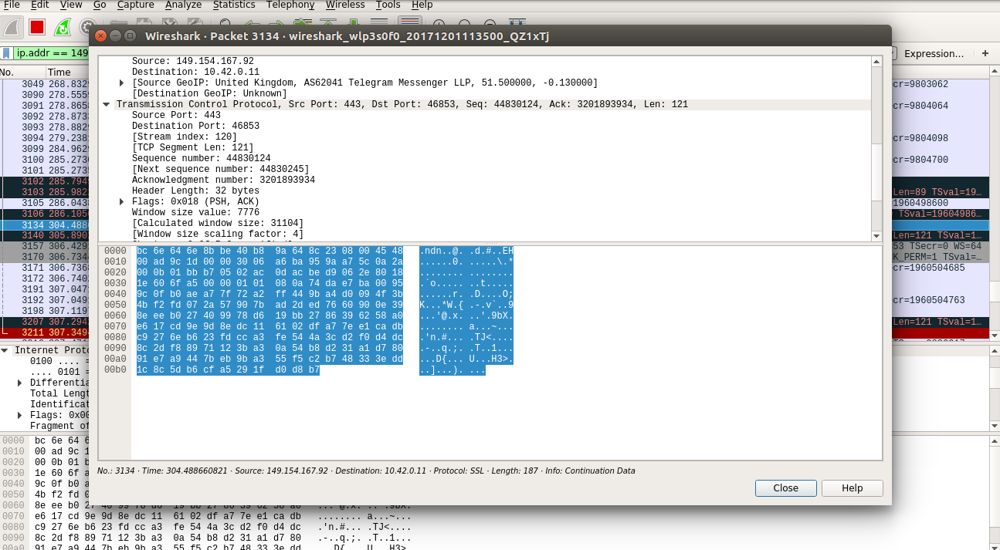 File Edit View Go Capture Analyze Statistics Telephony Wireless Tools Help
ip.addr == 149
Expression… +
Wireshark · Packet 3134 · wireshark_wlp3s0f0_20171201113500_QZ1xTj
Source: 149.154.167.92
Destination: 10.42.0.11
[Source GeoIP: United Kingdom, AS62041 Telegram Messenger LLP, 51.500000, -0.130000]
[Destination GeoIP: Unknown]
Transmission Control Protocol, Src Port: 443, Dst Port: 46853, Seq: 44830124, Ack: 3201893934, Len: 121
Source Port: 443
Destination Port: 46853
[Stream index: 120]
[TCP Segment Len: 121]
Sequence number: 44830124
[Next sequence number: 44830245]
Acknowledgment number: 3201893934
Header Length: 32 bytes
Flags: 0x018 (PSH, ACK)
Window size value: 7776
[Calculated window size: 31104]
[Window size scaling factor: 4]
0000 bc 6e 64 6e 8b be 40 b8 9a 64 8c 23 08 00 45 48 .ndn..@. .d.#..EH
0010 00 ad 9c 1d 00 00 30 06 a6 ba 95 9a a7 5c 0a 2a ......0. .....\.*
0020 00 0b 01 bb b7 05 02 ac 0d ac be d9 06 2e 80 18 ........ ........
0030 1e 60 6f a5 00 00 01 01 08 0a 74 da e7 ba 00 95 .`o..... ..t.....
0040 9c 0f b0 ae a7 7f 72 a2 ff 44 9b a4 d0 09 4f 3b ......r. .D....O;
0050 4b f2 fd 07 2a 57 90 7b ad 2d ed 76 60 90 0e 39 K...*W.{ .-.v`..9
0060 8e ee b0 27 40 99 78 d6 19 bb 27 86 39 62 58 a0 ...'@.x. ..'.9bX.
0070 e6 17 cd 9e 9d 8e dc 11 61 02 df a7 7e e1 ca db ........ a...~...
0080 c9 27 6e b6 23 fd cc a3 fe 54 4a 3c d2 f0 d4 dc .'n.#... .TJ<....
0090 8c 2d f8 89 71 12 3b a3 0a 54 b8 d2 31 a1 d7 80 .-..q.;. .T..1...
00a0 91 e7 a9 44 7b eb 9b a3 55 f5 c2 b7 48 33 3e dd ...D{... U...H3>.
00b0 1c 8c 5d b6 cf a5 29 1f d0 d8 b7 ..]...). ...
No.: 3134 · Time: 304.488660821 · Source: 149.154.167.92 · Destination: 10.42.0.11 · Protocol: SSL · Length: 187 · Info: Continuation Data
Close Help
No. Time
3049 268.8329
3090 278.5559
3091 278.8658
3092 278.873
3093 278.8829
3094 279.238
3099 284.9629
3100 285.2730
3101 285.2735
3102 285.794
3103 285.982
3105 286.0438
3106 286.1050
3134 304.4886
3140 305.8902
3157 306.429
3170 306.7344
3171 306.7368
3172 306.7402
3191 307.047
3192 307.049
3198 307.119
3207 307.294
3211 307.3494
cr=9803062
cr=9804064
cr=9804098
cr=9804700
Len=89 TSval=19…
1960498600
TSval=19604986…
Len=121 TSval=1…
53 TSecr=0 WS=64
K_PERM=1 TSval=…
cr=1960504685
cr=1960504763
Len=121 TSval=1…
Internet Proto
0100 .... =
.... 0101 =
Differentia
Total Lengt
Identificat
Flags: 0x00
Fragment of
0000 bc 6e 64 6
0010 00 ad 9c 1
0020 00 0b 01 b
0030 1e 60 6f a
0040 9c 0f b0 a
0050 4b f2 fd 0
0060 8e ee b0 27 40 99 78 d6 19 bb 27 86 39 62 58 a0 ...'@.x. ..'.9bX.
0070 e6 17 cd 9e 9d 8e dc 11 61 02 df a7 7e e1 ca db ........ a...~...
0080 c9 27 6e b6 23 fd cc a3 fe 54 4a 3c d2 f0 d4 dc .'n.#... .TJ<....
0090 8c 2d f8 89 71 12 3b a3 0a 54 b8 d2 31 a1 d7 80 .-..q.;. .T..1...
00a0 91 e7 a9 44 7b eb 9b a3 55 f5 c2 b7 48 33 3e dd ...D{... U...H3>.